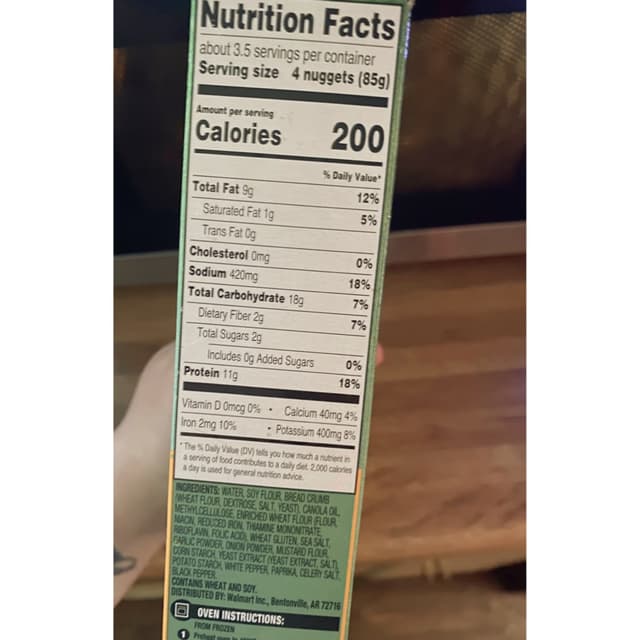 Nutrition Facts
about 3.5 servings per container
Serving size 4 nuggets (85g)
Amount per serving
Calories 200
% Daily Value*
Total Fat 9g 12%
Saturated Fat 1g 5%
Trans Fat 0g
Cholesterol 0mg 0%
Sodium 420mg 18%
Total Carbohydrate 18g 7%
Dietary Fiber 2g 7%
Total Sugars 2g
Includes 0g Added Sugars 0%
Protein 11g 18%
Vitamin D 0mcg 0% • Calcium 40mg 4%
Iron 2mg 10% • Potassium 400mg 8%
*The % Daily Value (DV) tells you how much a nutrient in
a serving of food contributes to a daily diet. 2,000 calories
a day is used for general nutrition advice.
INGREDIENTS: WATER, SOY FLOUR, BREAD CRUMB
(WHEAT FLOUR, DEXTROSE, SALT, YEAST), CANOLA OIL,
METHYLCELLULOSE, ENRICHED WHEAT FLOUR (FLOUR,
NIACIN, REDUCED IRON, THIAMINE MONONITRATE,
RIBOFLAVIN, FOLIC ACID), WHEAT GLUTEN, SEA SALT,
GARLIC POWDER, ONION POWDER, MUSTARD FLOUR,
CORN STARCH, YEAST EXTRACT (YEAST EXTRACT, SALT),
POTATO STARCH, WHITE PEPPER, PAPRIKA, CELERY SALT,
BLACK PEPPER.
CONTAINS WHEAT AND SOY.
DISTRIBUTED BY: Walmart Inc., Bentonville, AR 72716
OVEN INSTRUCTIONS:
FROM FROZEN
1 Preheat oven to